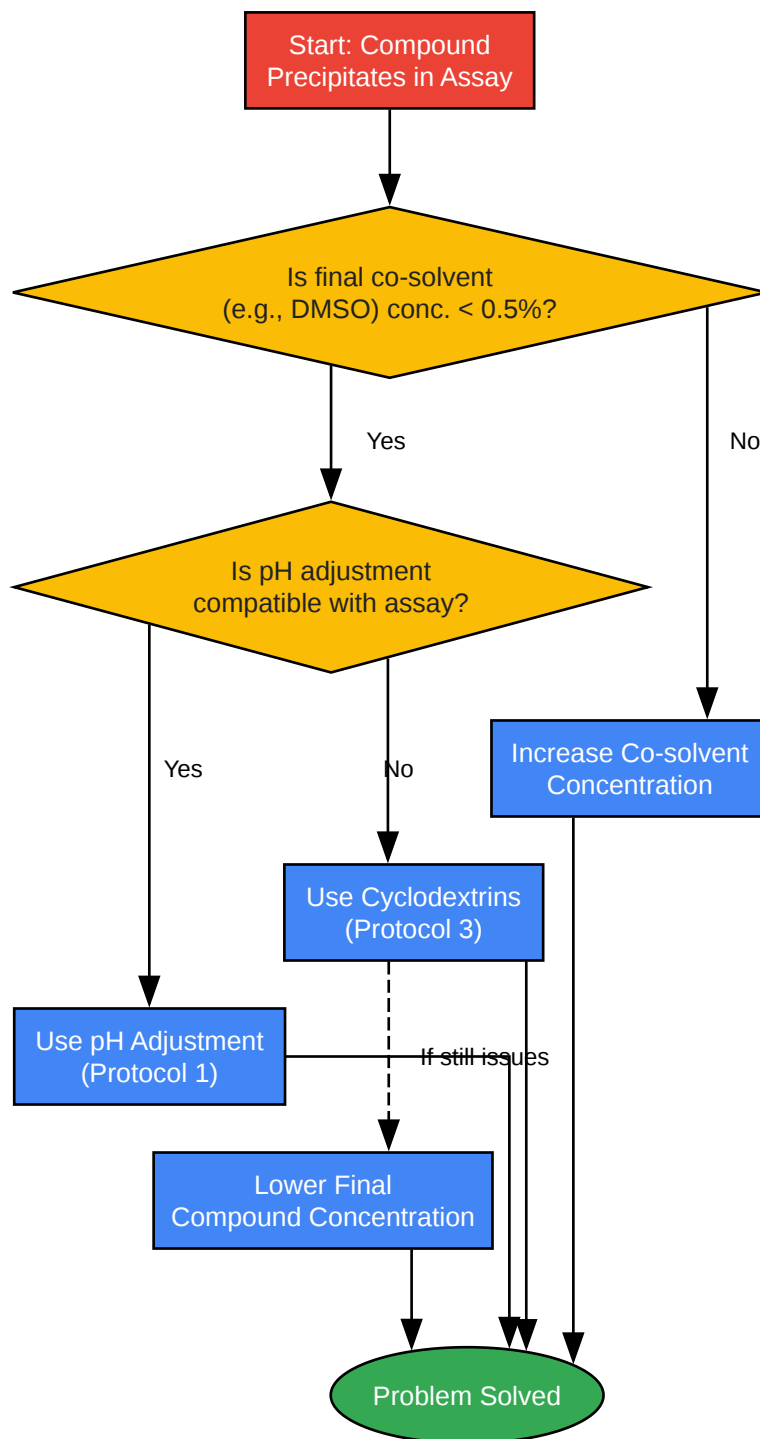 Start: Compound
Precipitates in Assay
Is final co-solvent
(e.g., DMSO) conc. < 0.5%?
Yes
No
Is pH adjustment
compatible with assay?
Yes
No
Increase Co-solvent
Concentration
Use Cyclodextrins
(Protocol 3)
Use pH Adjustment
(Protocol 1)
If still issues
Lower Final
Compound Concentration
Problem Solved